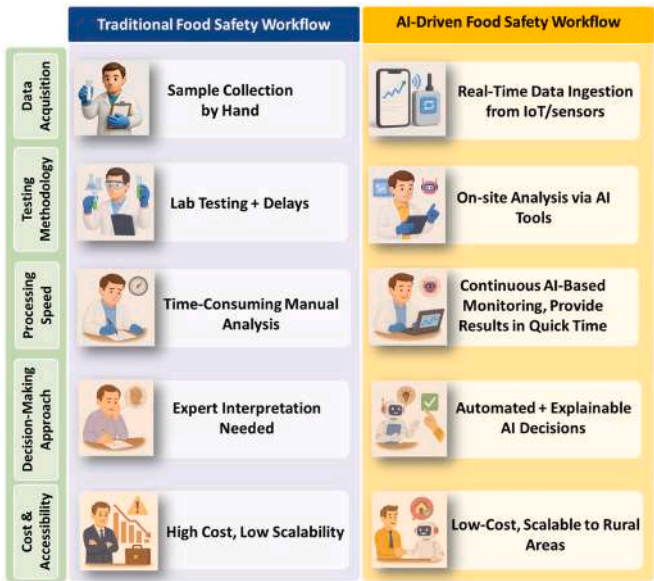 Traditional Food Safety Workflow
AI-Driven Food Safety Workflow
Data
Acquisition
Sample Collection
by Hand
Real-Time Data Ingestion
from IoT/sensors
Testing
Methodology
Lab Testing + Delays
On-site Analysis via AI
Tools
Processing
Speed
Time-Consuming Manual
Analysis
Continuous AI-Based
Monitoring, Provide
Results in Quick Time
Decision-Making
Approach
Expert Interpretation
Needed
Automated + Explainable
AI Decisions
Cost &
Accessibility
High Cost, Low Scalability
Low-Cost, Scalable to Rural
Areas